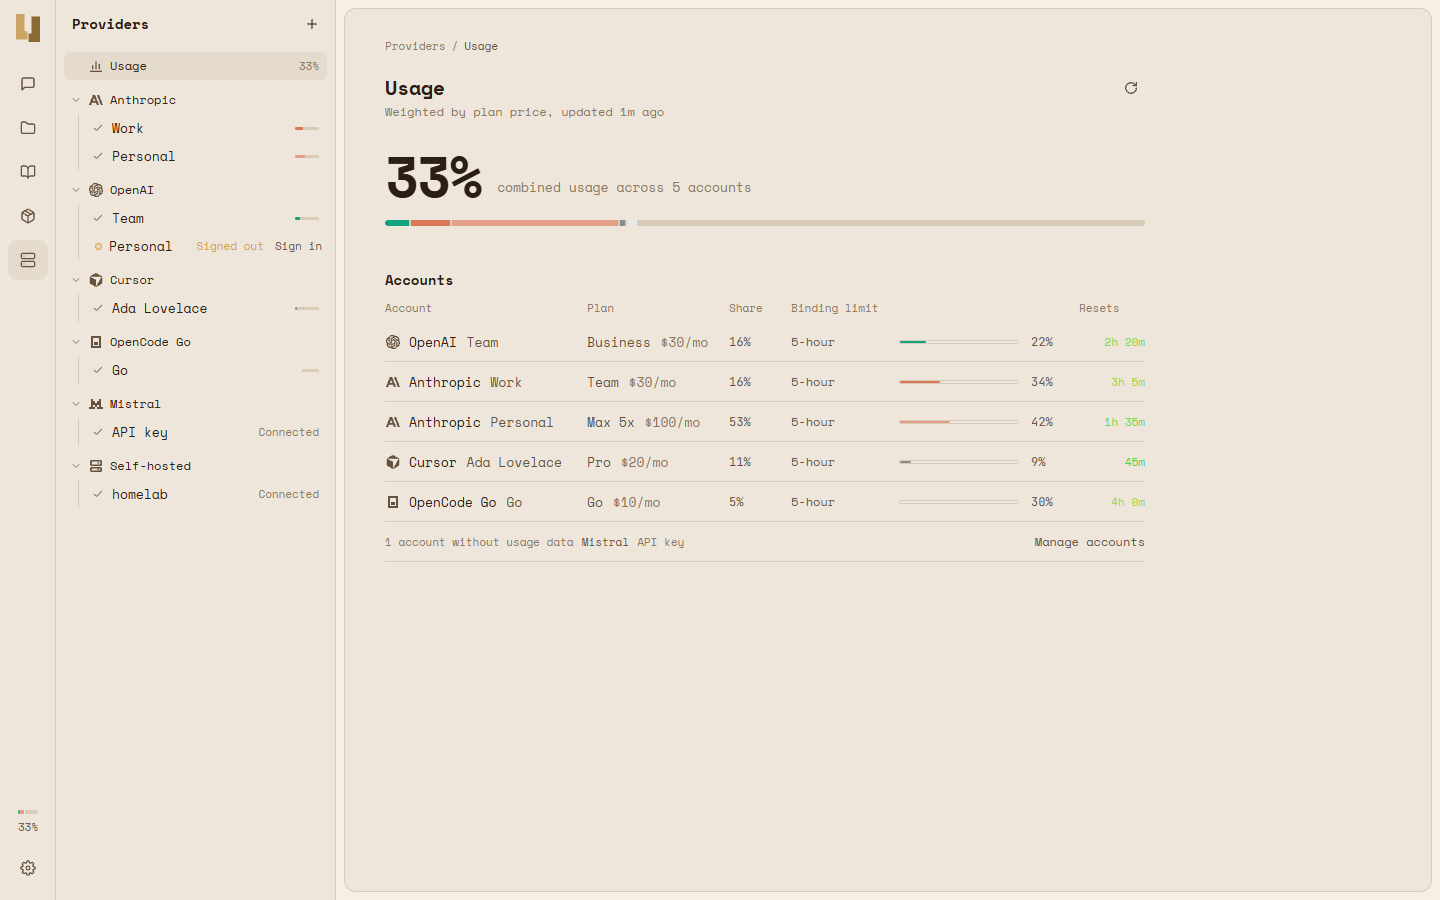 Providers
Usage 33%
Anthropic
Work
Personal
OpenAI
Team
Personal Signed out Sign in
Cursor
Ada Lovelace
OpenCode Go
Go
Mistral
API key Connected
Self-hosted
homelab Connected
33%
Providers / Usage
Usage
Weighted by plan price, updated 1m ago
33% combined usage across 5 accounts
Accounts
Account Plan Share Binding limit Resets
OpenAI Team Business $30/mo 16% 5-hour 22% 2h 20m
Anthropic Work Team $30/mo 16% 5-hour 34% 3h 5m
Anthropic Personal Max 5x $100/mo 53% 5-hour 42% 1h 35m
Cursor Ada Lovelace Pro $20/mo 11% 5-hour 9% 45m
OpenCode Go Go Go $10/mo 5% 5-hour 30% 4h 0m
1 account without usage data Mistral API key Manage accounts